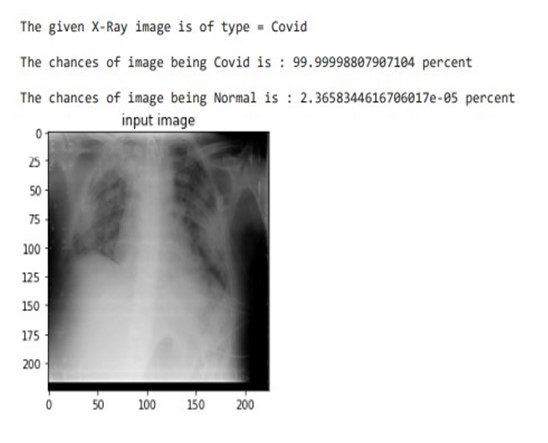 The given X-Ray image is of type = Covid
The chances of image being Covid is : 99.99998807907104 percent
The chances of image being Normal is : 2.3658344616706017e-05 percent
input image
0
25
50
75
100
125
150
175
200
0 50 100 150 200